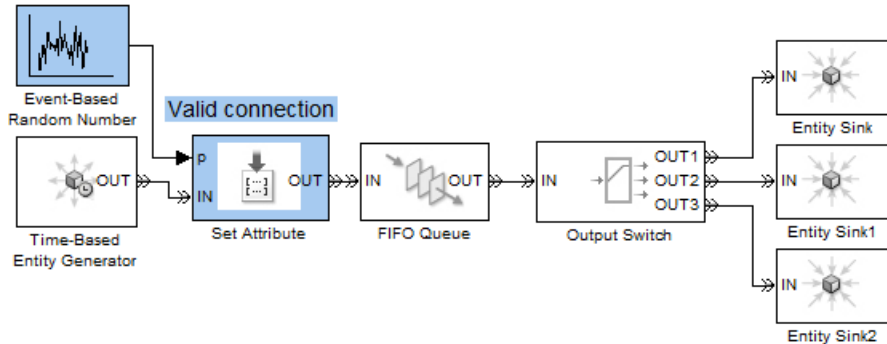 Event-Based
Random Number
Valid connection
p
IN
OUT
Set Attribute
OUT
Time-Based
Entity Generator
IN
OUT
FIFO Queue
IN
OUT1
OUT2
OUT3
Output Switch
IN
Entity Sink
IN
Entity Sink1
IN
Entity Sink2